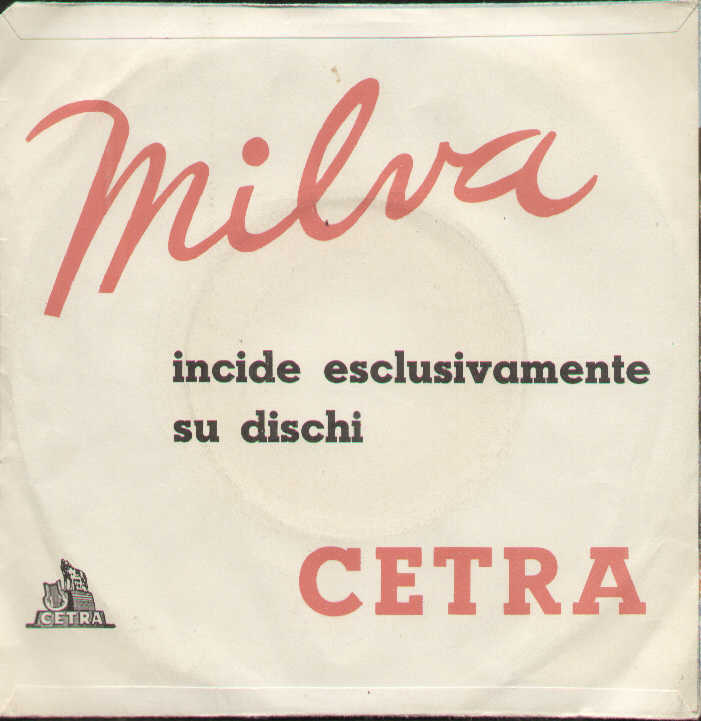 Milva
incide esclusivamente
su dischi
CETRA
CETRA